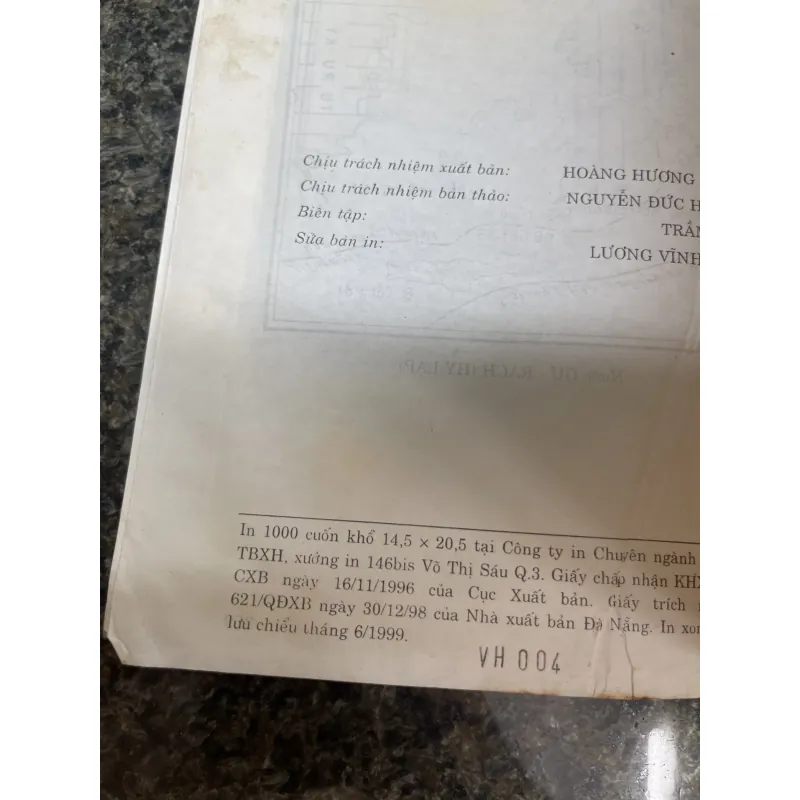 Chịu trách nhiệm xuất bản: HOÀNG HƯƠNG
Chịu trách nhiệm bản thảo: NGUYỄN ĐỨC H
Biên tập: TRẦN
Sửa bản in: LƯƠNG VĨNH
In 1000 cuốn khổ 14,5 × 20,5 tại Công ty in Chuyên ngành
TBXH, xưởng in 146bis Võ Thị Sáu Q.3. Giấy chấp nhận KHX
CXB ngày 16/11/1996 của Cục Xuất bản. Giấy trích
621/QĐXB ngày 30/12/98 của Nhà xuất bản Đà Nẵng. In xon
lưu chiểu tháng 6/1999.
VH 004